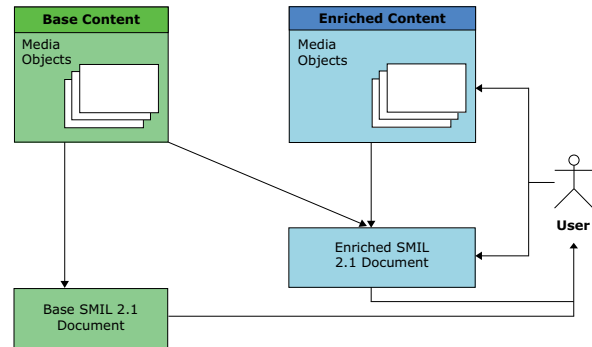 Base Content
Media
Objects
Enriched Content
Media
Objects
User
Enriched SMIL
2.1 Document
Base SMIL 2.1
Document